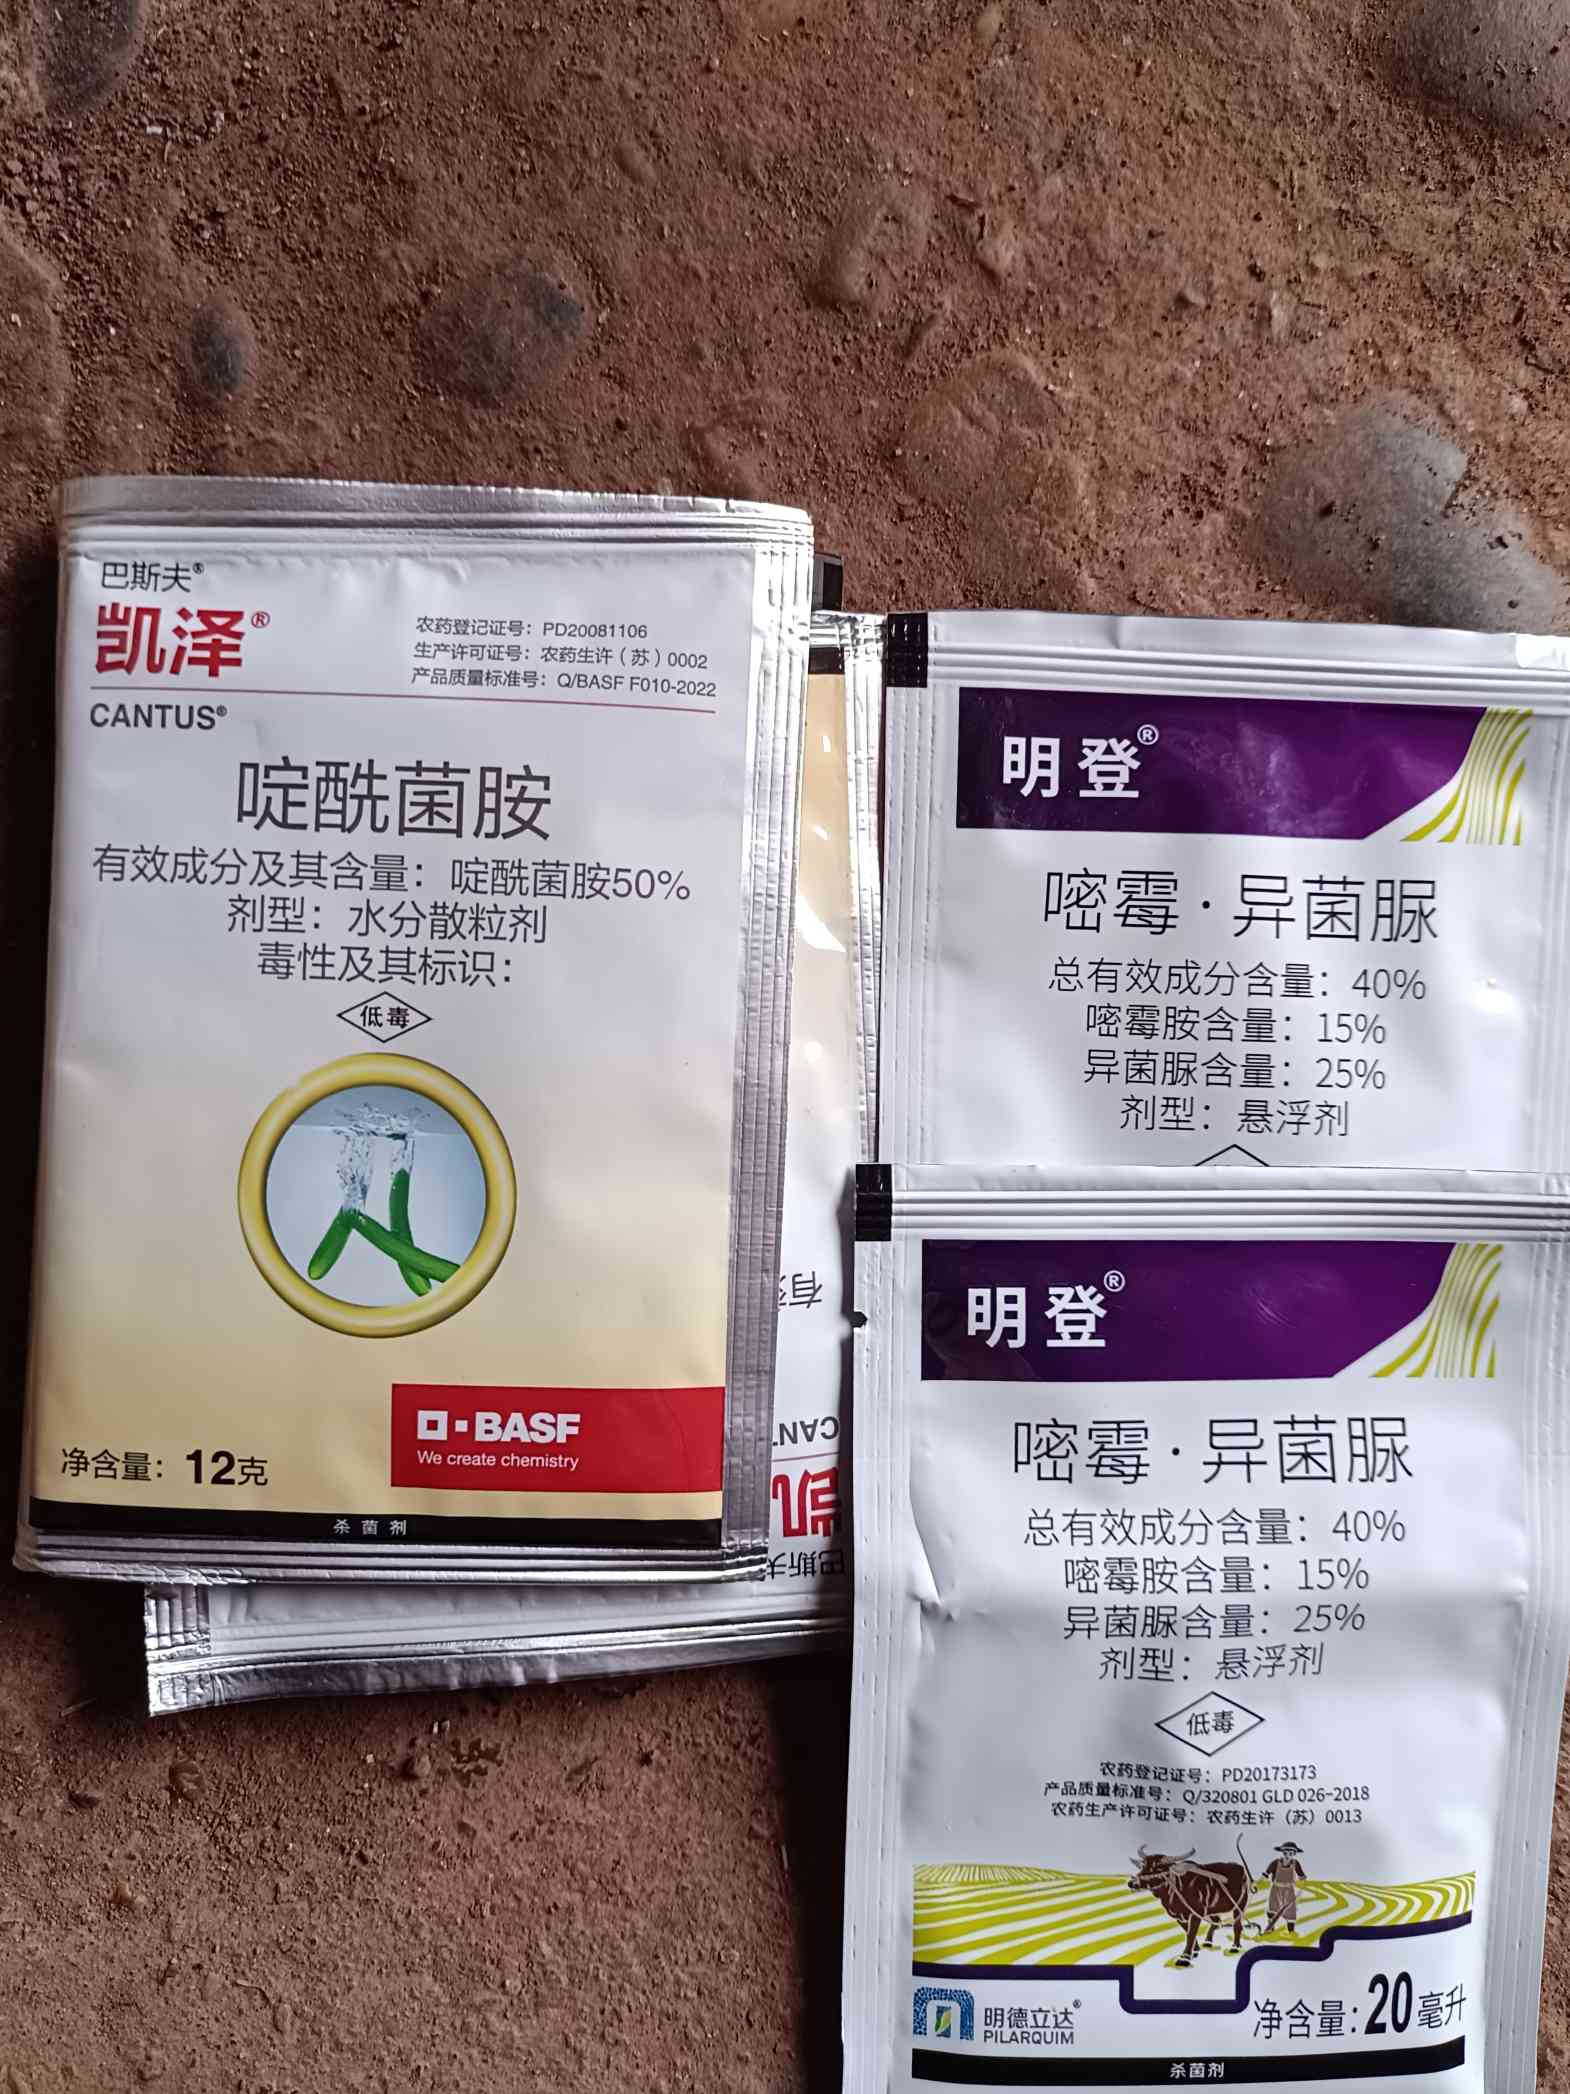 巴斯夫®
凯泽®
农药登记证号：PD20081106
生产许可证号：农药生许（苏）0002
产品质量标准号：Q/BASF F010-2022
CANTUS®
啶酰菌胺
有效成分及其含量：啶酰菌胺50%
剂型：水分散粒剂
毒性及其标识：
低毒
BASF
We create chemistry
净含量：12克
杀菌剂
有
CAN
凯
巴斯夫
明登®
嘧霉·异菌脲
总有效成分含量：40%
嘧霉胺含量：15%
异菌脲含量：25%
剂型：悬浮剂
明登®
嘧霉·异菌脲
总有效成分含量：40%
嘧霉胺含量：15%
异菌脲含量：25%
剂型：悬浮剂
低毒
农药登记证号：PD20173173
产品质量标准号：Q/320801 GLD 026-2018
农药生产许可证号：农药生许（苏）0013
明德立达®
PILARQUIM
净含量:20毫升
杀菌剂